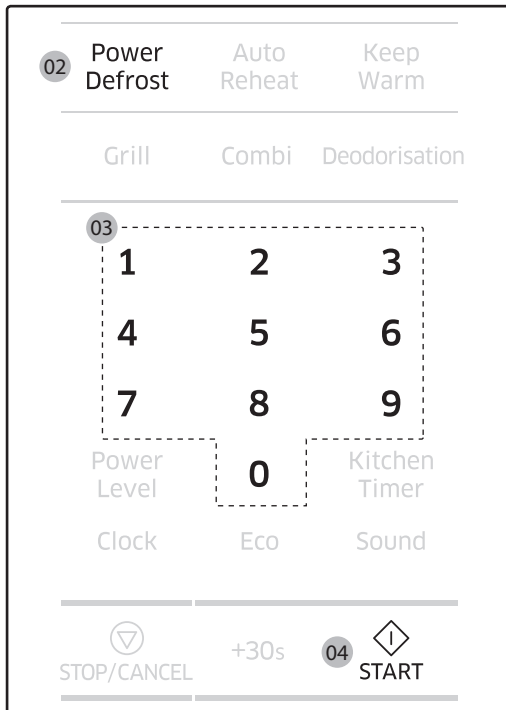 02 Power Defrost Auto Reheat Keep Warm
Grill Combi Deodorisation
03
1 2 3
4 5 6
7 8 9
Power Level 0 Kitchen Timer
Clock Eco Sound
STOP/CANCEL +30s 04 START